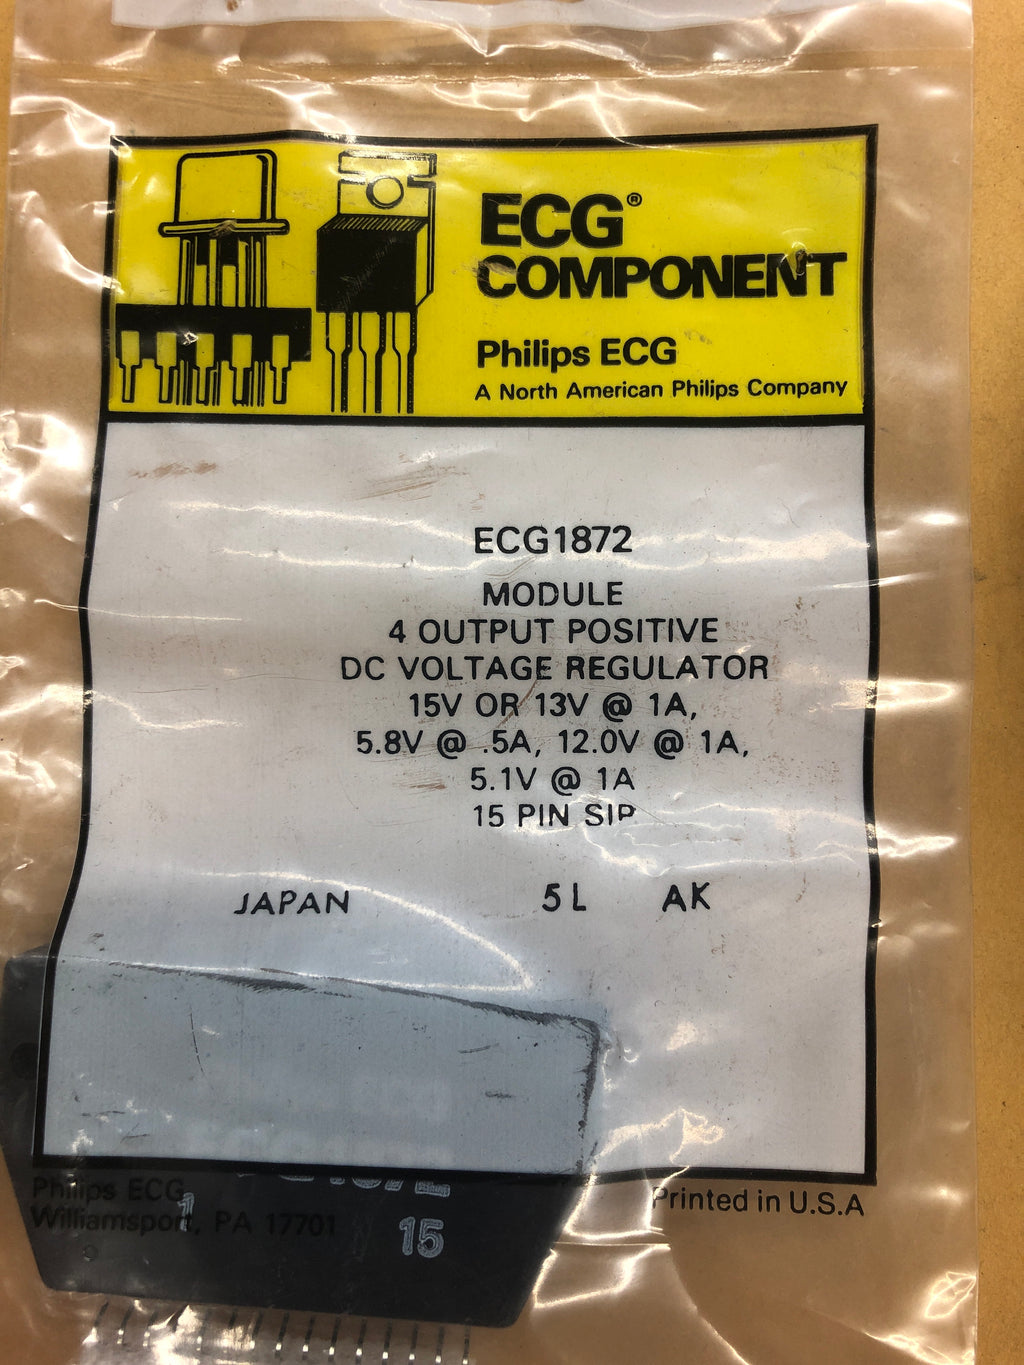 ECG®
COMPONENT
Philips ECG
A North American Philips Company
ECG1872
MODULE
4 OUTPUT POSITIVE
DC VOLTAGE REGULATOR
15V OR 13V @ 1A,
5.8V @ .5A, 12.0V @ 1A,
5.1V @ 1A
15 PIN SIP
JAPAN 5L AK
Philips ECG
Williamsport, PA 17701
Printed in U.S.A
1
15